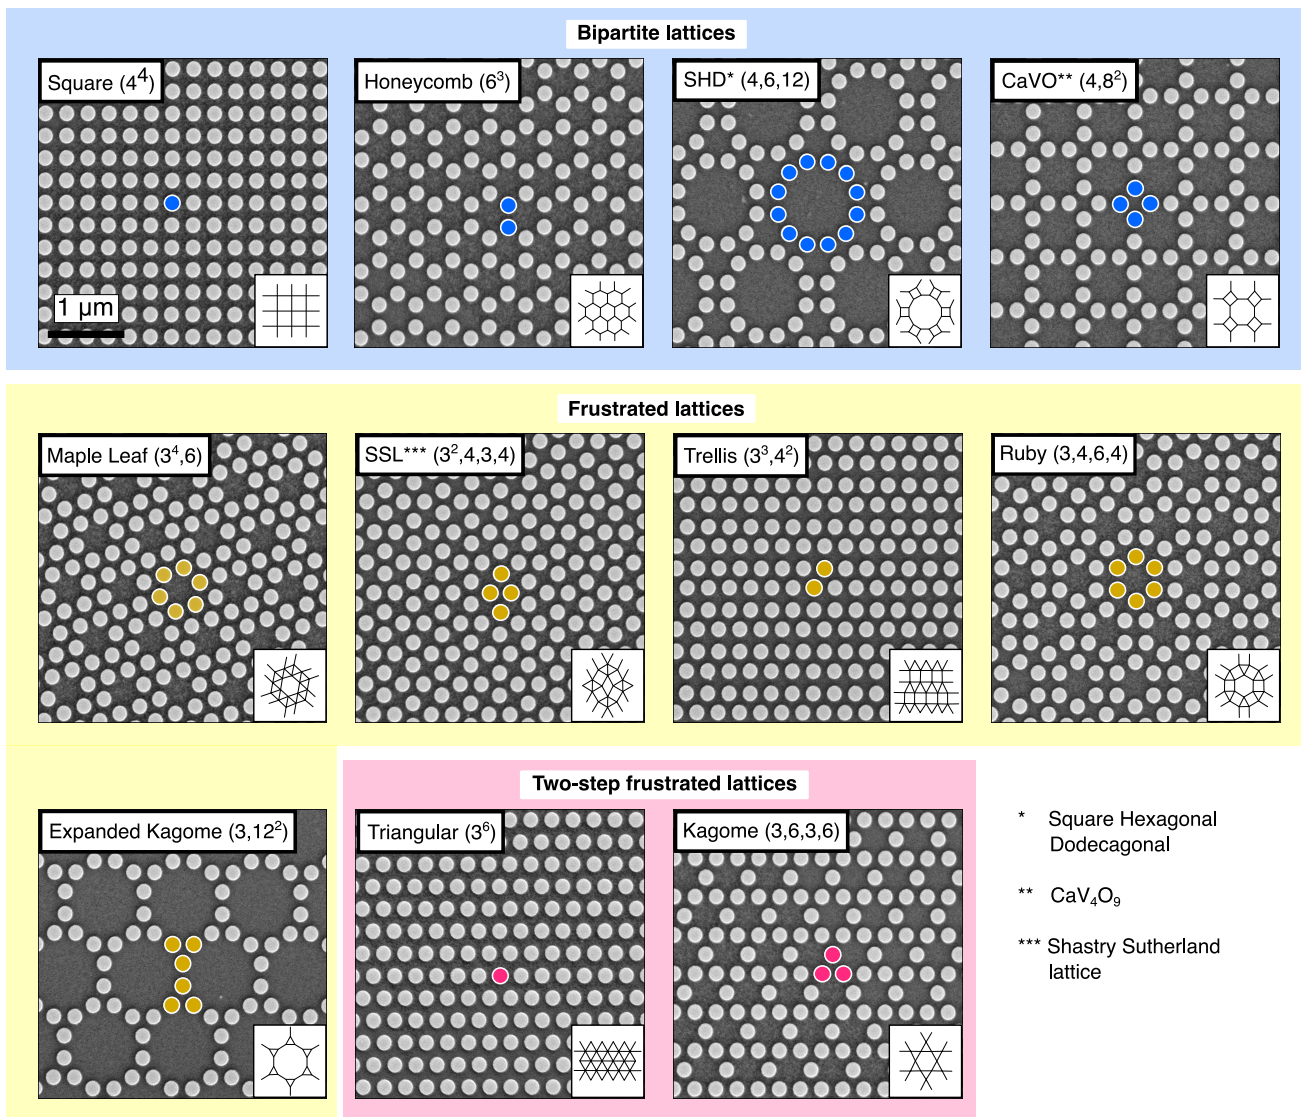 Bipartite lattices
Square (4⁴)
Honeycomb (6³)
SHD* (4,6,12)
CaVO** (4,8²)
1 µm
Frustrated lattices
Maple Leaf (3⁴,6)
SSL*** (3²,4,3,4)
Trellis (3³,4²)
Ruby (3,4,6,4)
Two-step frustrated lattices
Expanded Kagome (3,12²)
Triangular (3⁶)
Kagome (3,6,3,6)
* Square Hexagonal
Dodecagonal
** CaV₄O₉
*** Shastry Sutherland
lattice